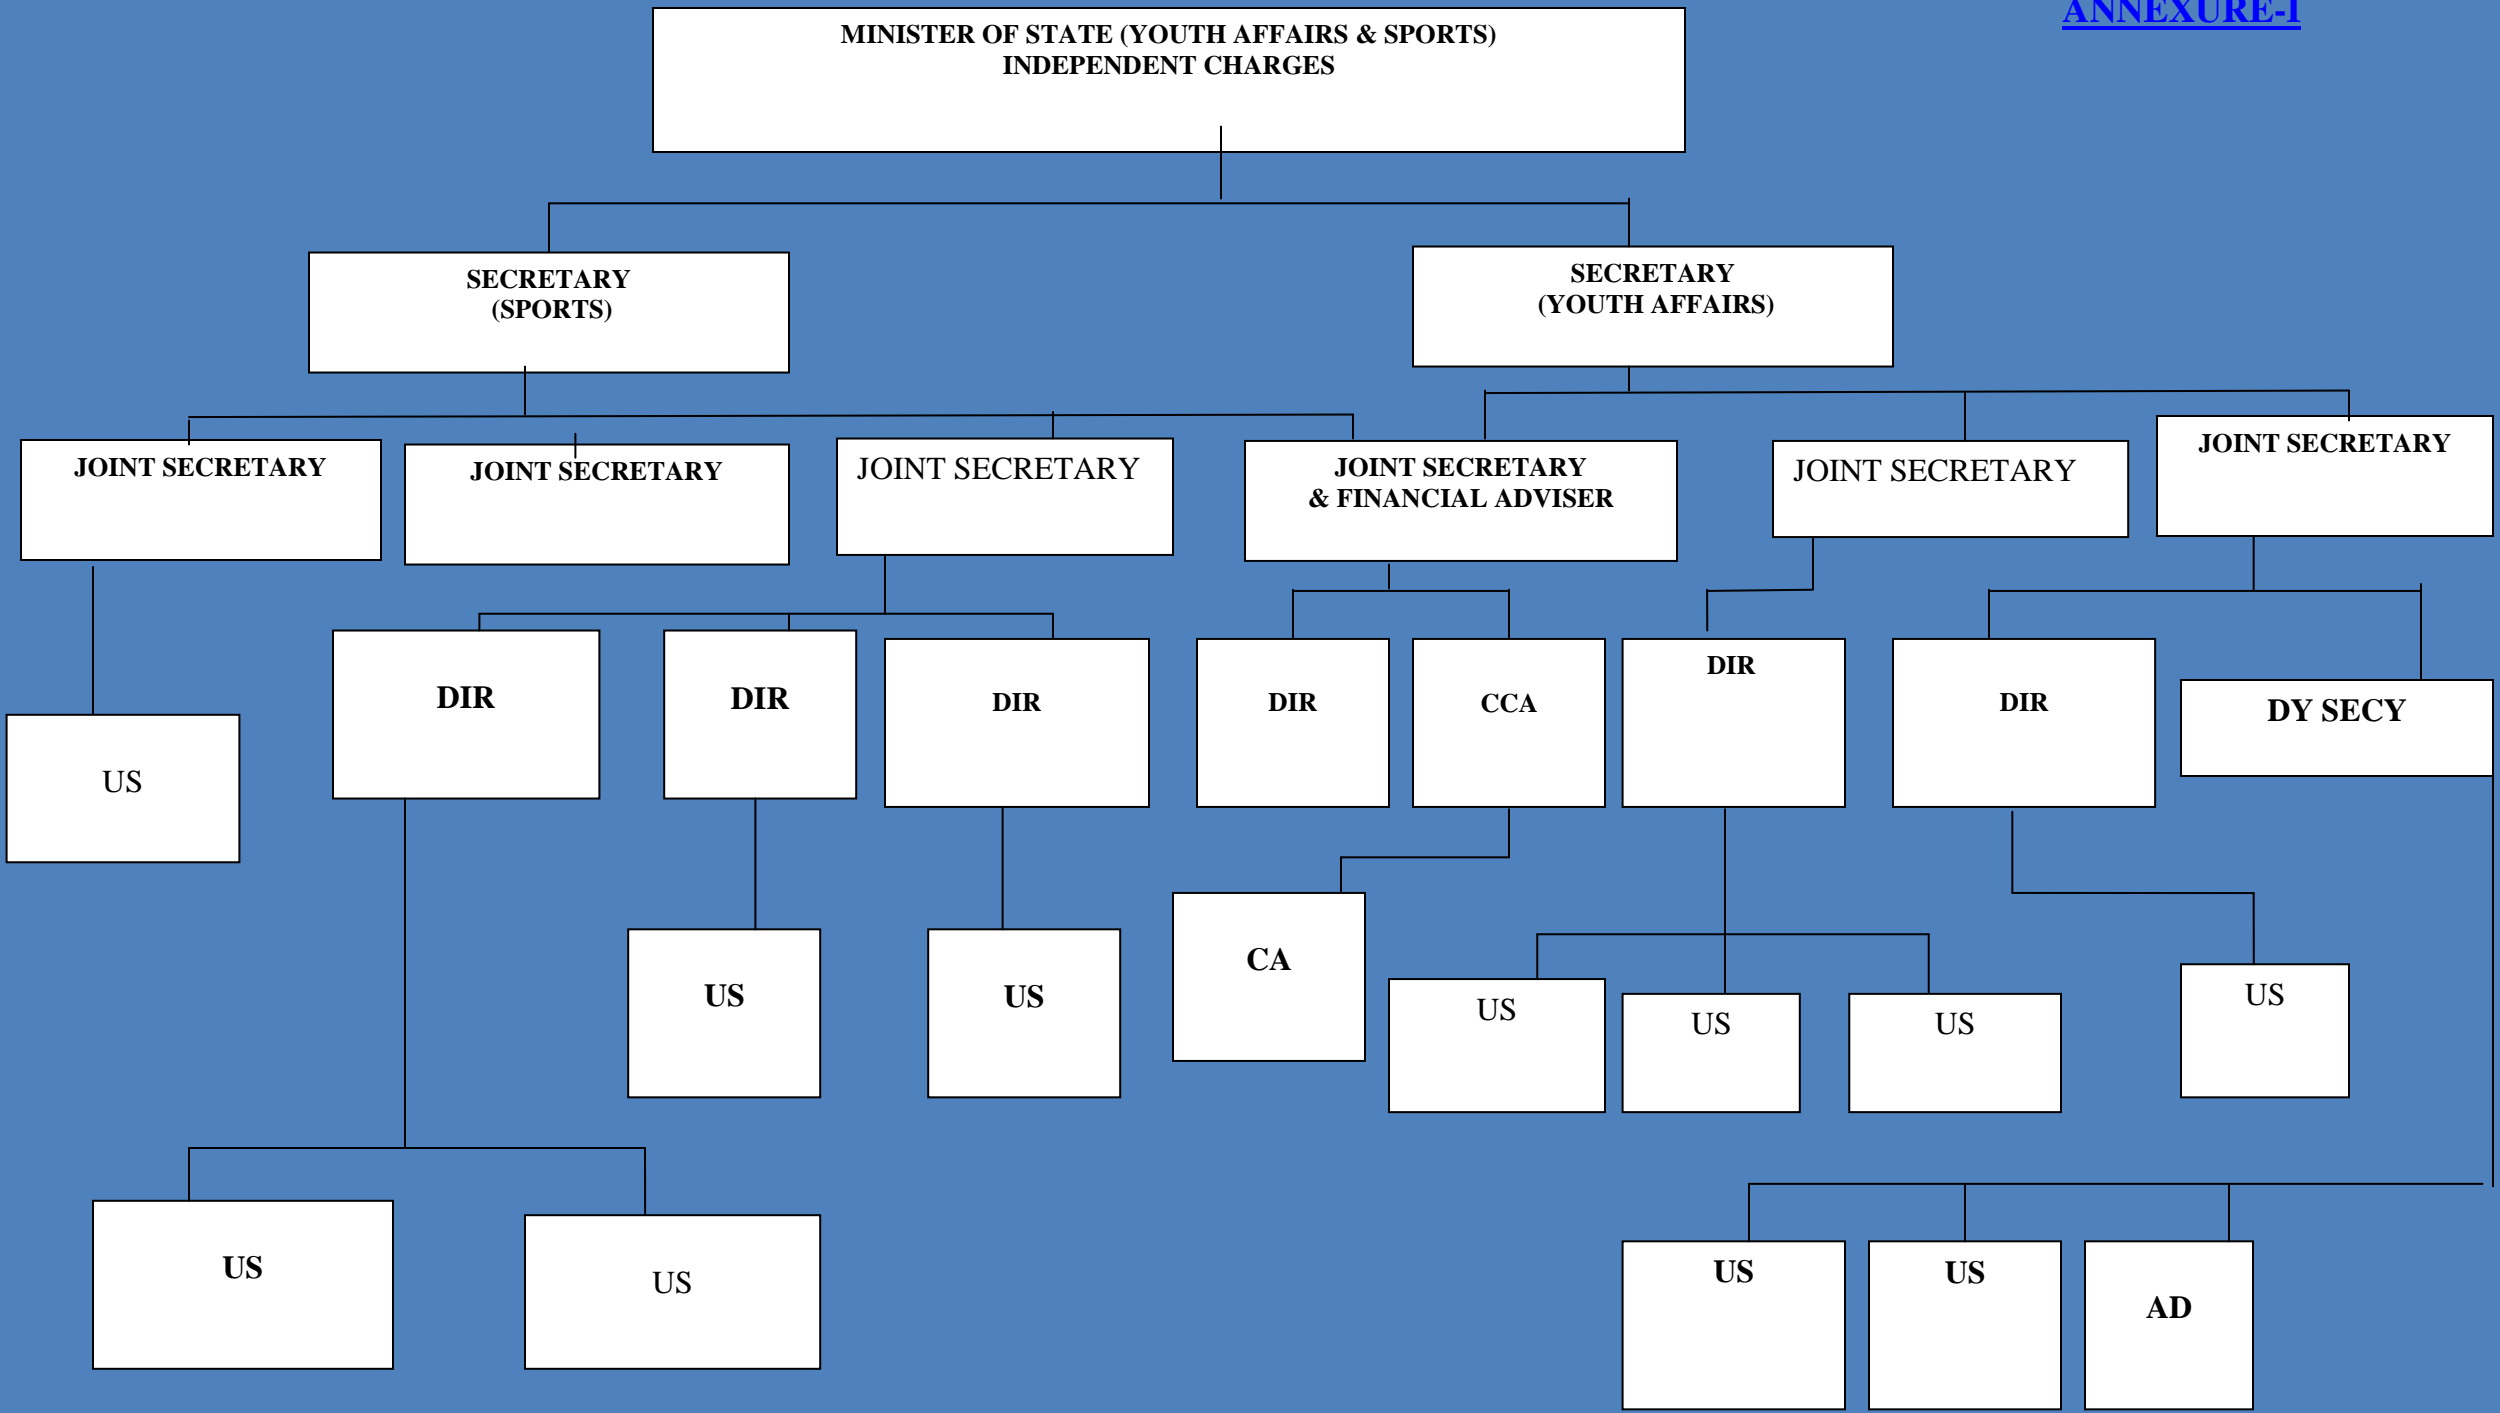 ANNEXURE-I
MINISTER OF STATE (YOUTH AFFAIRS & SPORTS)
INDEPENDENT CHARGES
SECRETARY
(SPORTS)
SECRETARY
(YOUTH AFFAIRS)
JOINT SECRETARY
JOINT SECRETARY
JOINT SECRETARY
JOINT SECRETARY
& FINANCIAL ADVISER
JOINT SECRETARY
JOINT SECRETARY
US
DIR
DIR
DIR
DIR
CCA
DIR
DIR
DY SECY
US
US
CA
US
US
US
US
US
US
US
US
AD